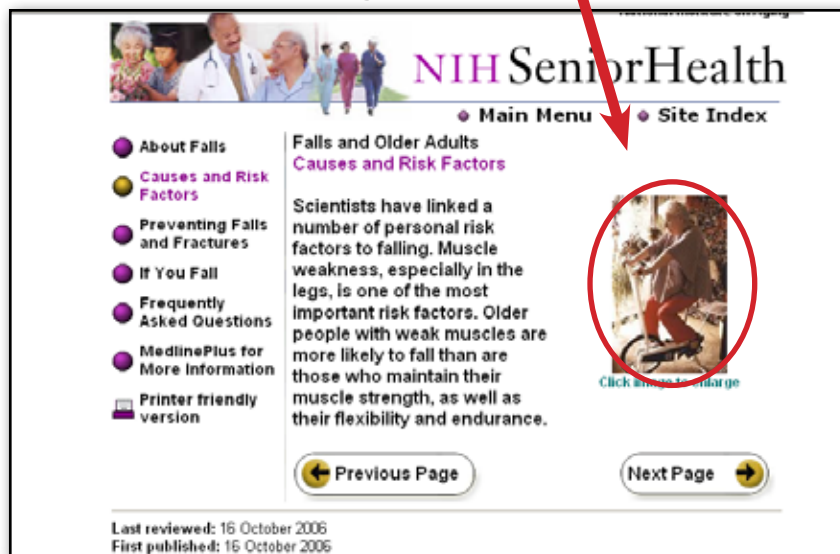 National Institute on Aging
NIH SeniorHealth
Main Menu
Site Index
About Falls
Causes and Risk
Factors
Preventing Falls
and Fractures
If You Fall
Frequently
Asked Questions
MedlinePlus for
More Information
Printer friendly
version
Falls and Older Adults
Causes and Risk Factors
Scientists have linked a
number of personal risk
factors to falling. Muscle
weakness, especially in the
legs, is one of the most
important risk factors. Older
people with weak muscles are
more likely to fall than are
those who maintain their
muscle strength, as well as
their flexibility and endurance.
Click image to enlarge
Previous Page
Next Page
Last reviewed: 16 October 2006
First published: 16 October 2006